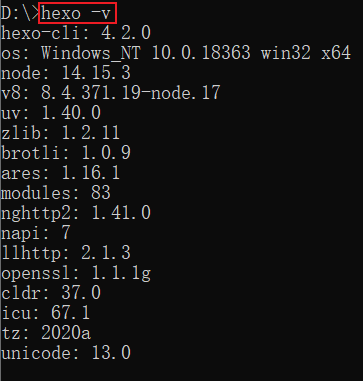 D:\>hexo -v
hexo-cli: 4.2.0
os: Windows_NT 10.0.18363 win32 x64
node: 14.15.3
v8: 8.4.371.19-node.17
uv: 1.40.0
zlib: 1.2.11
brotli: 1.0.9
ares: 1.16.1
modules: 83
nghttp2: 1.41.0
napi: 7
llhttp: 2.1.3
openssl: 1.1.1g
cldr: 37.0
icu: 67.1
tz: 2020a
unicode: 13.0